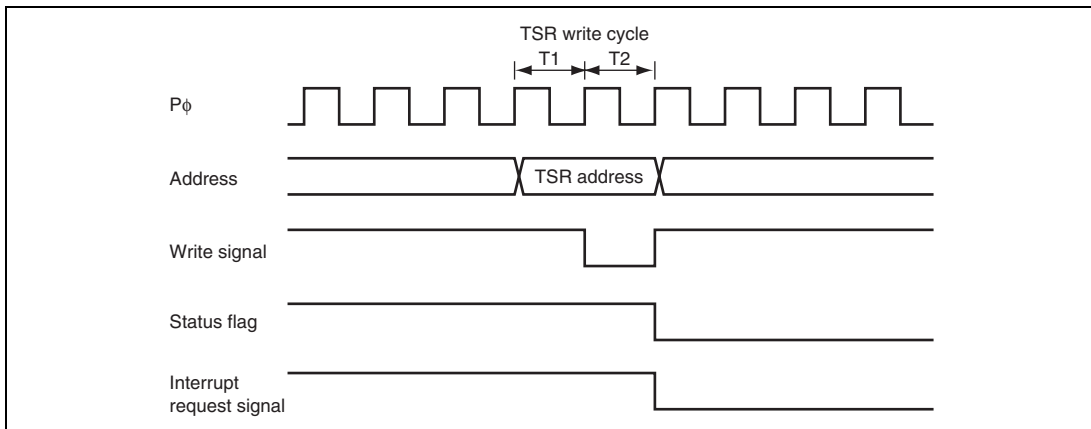 TSR write cycle
T1 T2
Pϕ
Address
TSR address
Write signal
Status flag
Interrupt
request signal